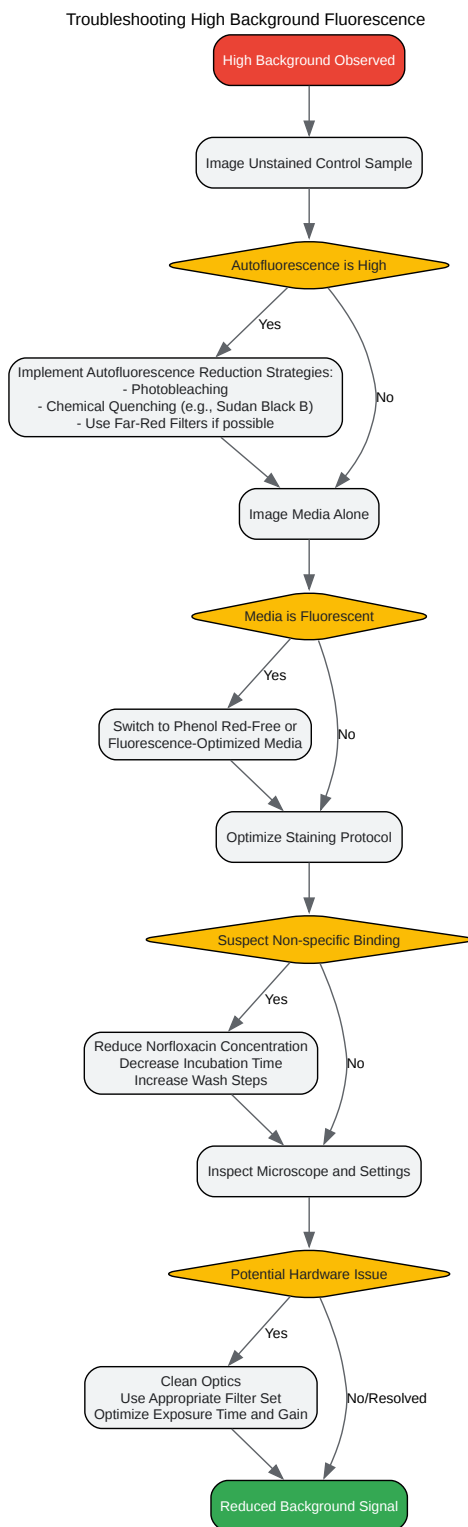 Troubleshooting High Background Fluorescence
High Background Observed
Image Unstained Control Sample
Autofluorescence is High
Yes
Implement Autofluorescence Reduction Strategies:
- Photobleaching
- Chemical Quenching (e.g., Sudan Black B)
- Use Far-Red Filters if possible
No
Image Media Alone
Media is Fluorescent
Yes
Switch to Phenol Red-Free or
Fluorescence-Optimized Media
No
Optimize Staining Protocol
Suspect Non-specific Binding
Yes
Reduce Norfloxacin Concentration
Decrease Incubation Time
Increase Wash Steps
No
Inspect Microscope and Settings
Potential Hardware Issue
Yes
Clean Optics
Use Appropriate Filter Set
Optimize Exposure Time and Gain
No/Resolved
Reduced Background Signal